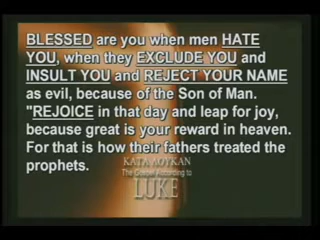 BLESSED are you when men HATE
YOU, when they EXCLUDE YOU and
INSULT YOU and REJECT YOUR NAME
as evil, because of the Son of Man.
"REJOICE in that day and leap for joy,
because great is your reward in heaven.
For that is how their fathers treated the
prophets.
ΚΑΤΑ ΛΟΥΚΑΝ
The Gospel According to
LUKE